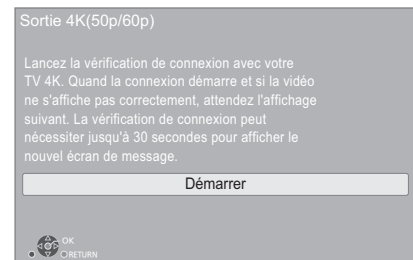 Sortie 4K(50p/60p)
Lancez la vérification de connexion avec votre
TV 4K. Quand la connexion démarre et si la vidéo
ne s'affiche pas correctement, attendez l'affichage
suivant. La vérification de connexion peut
nécessiter jusqu'à 30 secondes pour afficher le
nouvel écran de message.
Démarrer
OK
RETURN